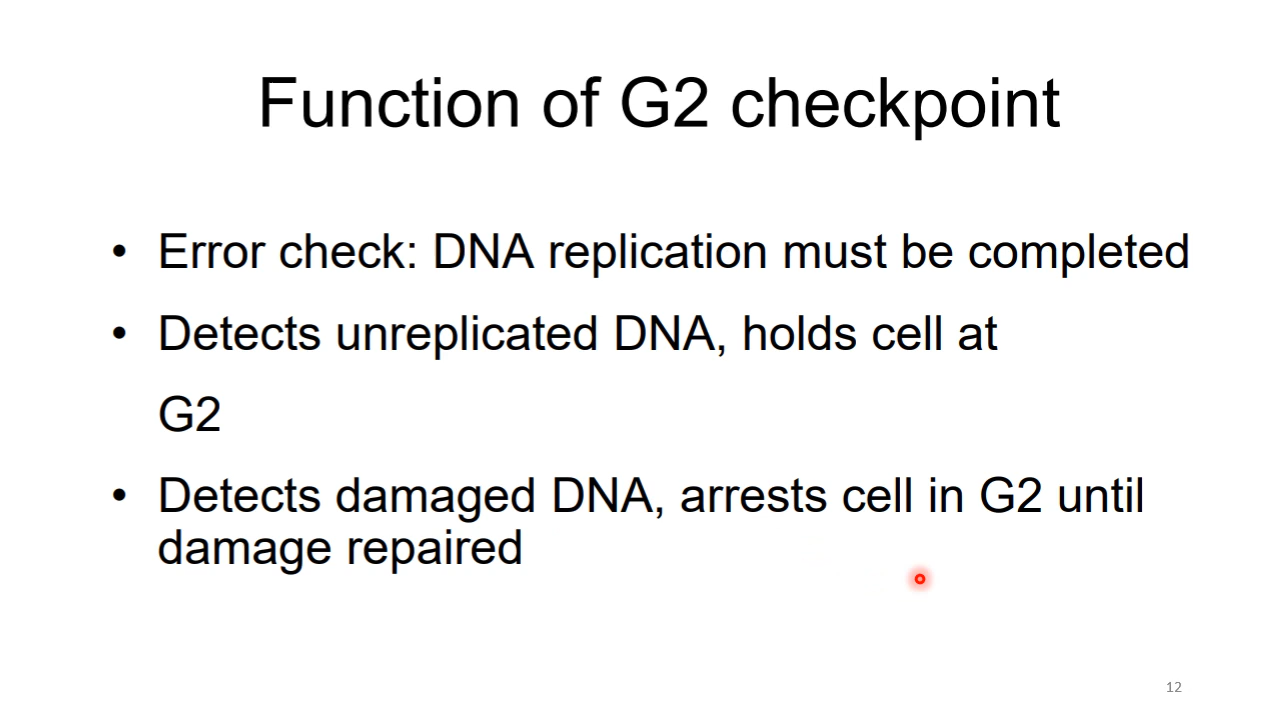 Function of G2 checkpoint
• Error check: DNA replication must be completed
• Detects unreplicated DNA, holds cell at
G2
• Detects damaged DNA, arrests cell in G2 until
damage repaired
12